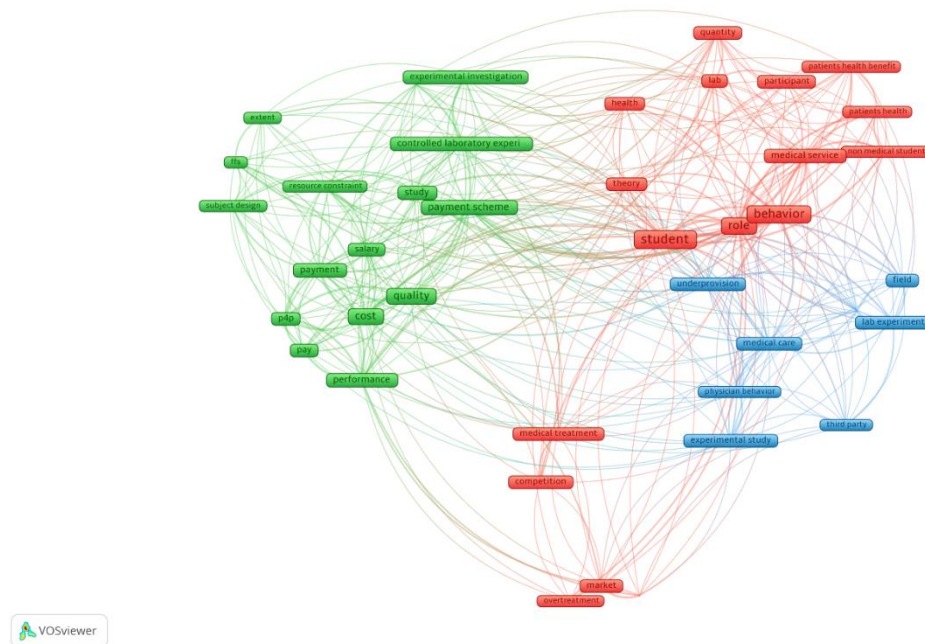 quantity
patients health benefit
experimental investigation
lab
participant
health
patients health
extent
controlled laboratory experi
medical service
non medical student
ffs
resource constraint
theory
study
subject design
payment scheme
behavior
role
student
salary
payment
underprovision
field
quality
cost
p4p
lab experiment
medical care
pay
performance
physician behavior
third party
medical treatment
experimental study
competition
market
overtreatment
VOSviewer